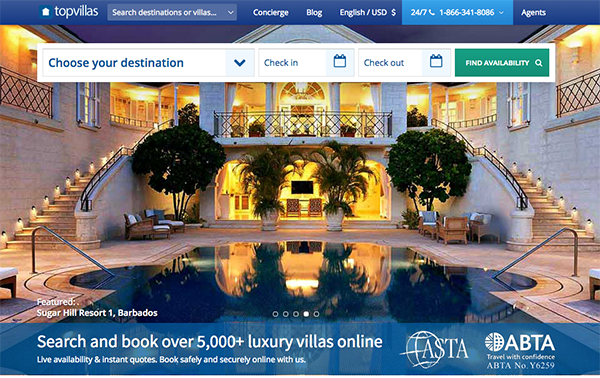 topvillas
Search destinations or villas...
Concierge
Blog
English / USD $
24/7 1-866-341-8086
Agents
Choose your destination
Check in
Check out
FIND AVAILABILITY
Featured:
Sugar Hill Resort 1, Barbados
Search and book over 5,000+ luxury villas online
Live availability & instant quotes. Book safely and securely online with us.
ASTA
ABTA
Travel with confidence
ABTA No.Y6259